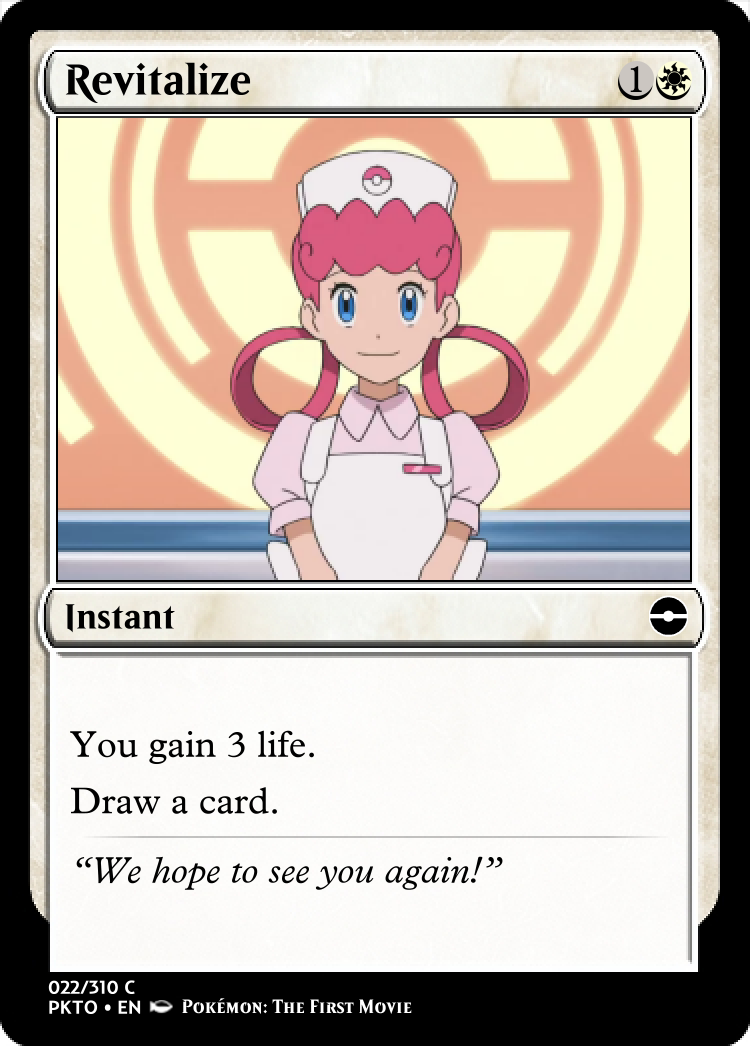 Revitalize 1
Instant
You gain 3 life.
Draw a card.
“We hope to see you again!”
022/310 C
PKTO • EN Pokémon: The First Movie